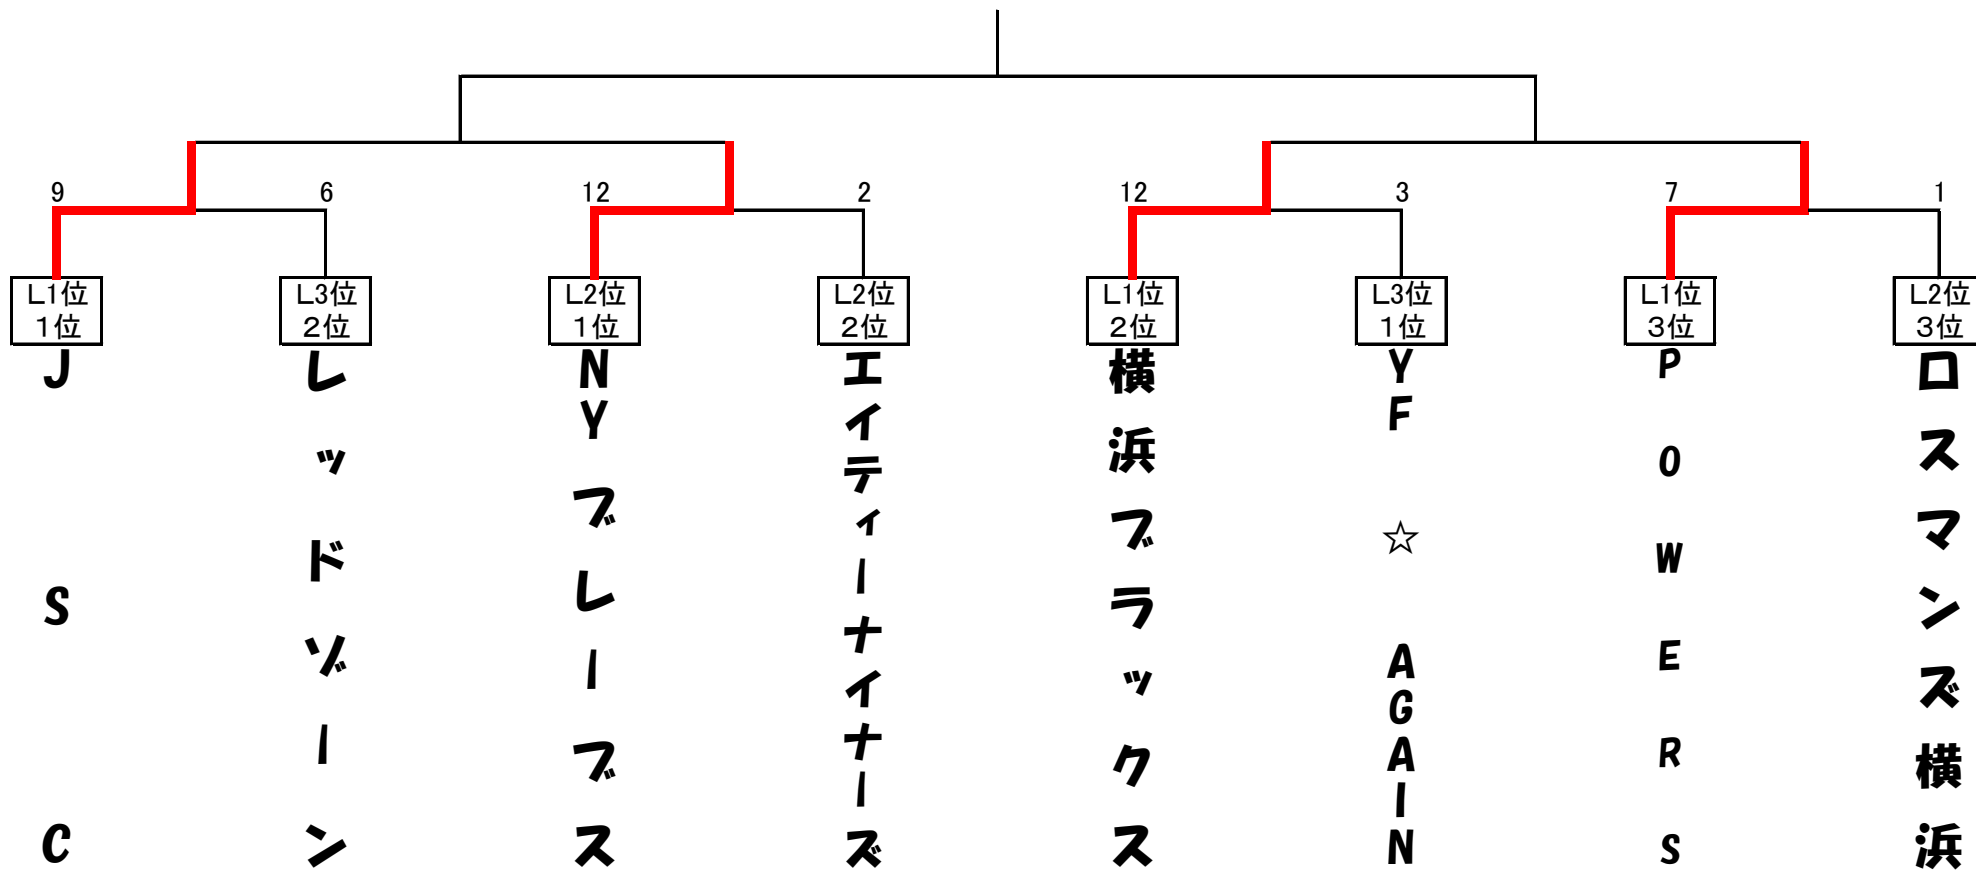 9 6 12 2 12 3 7 1
L1位 L3位 L2位 L2位 L1位 L3位 L1位 L2位
1位 2位 1位 2位 2位 1位 3位 3位
JSC
レッドゾーン
NYブレーブス
エイティーナイナーズ
横浜ブラックス
YF ☆ AGAIN
POWERS
ロスマンズ横浜